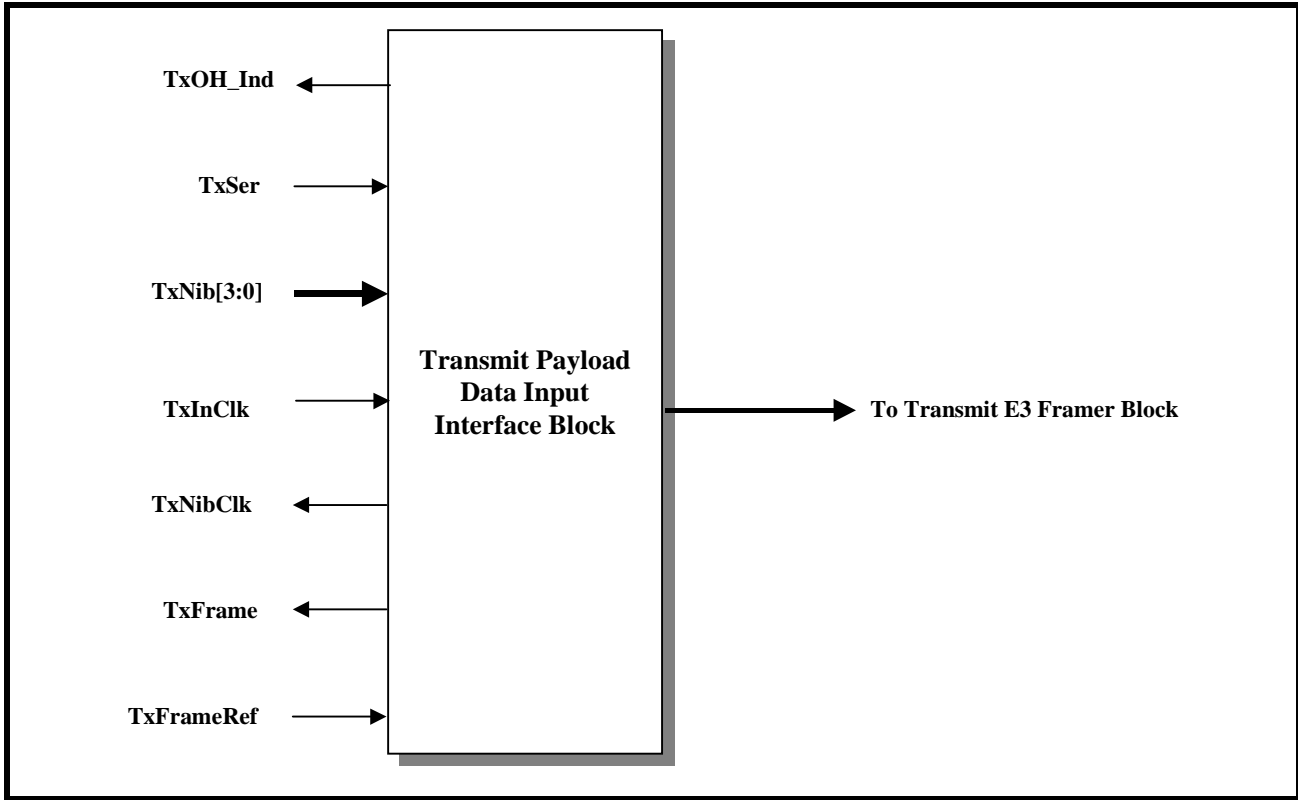 TxOH_Ind
TxSer
TxNib[3:0]
TxInClk
TxNibClk
TxFrame
TxFrameRef
Transmit Payload
Data Input
Interface Block
To Transmit E3 Framer Block